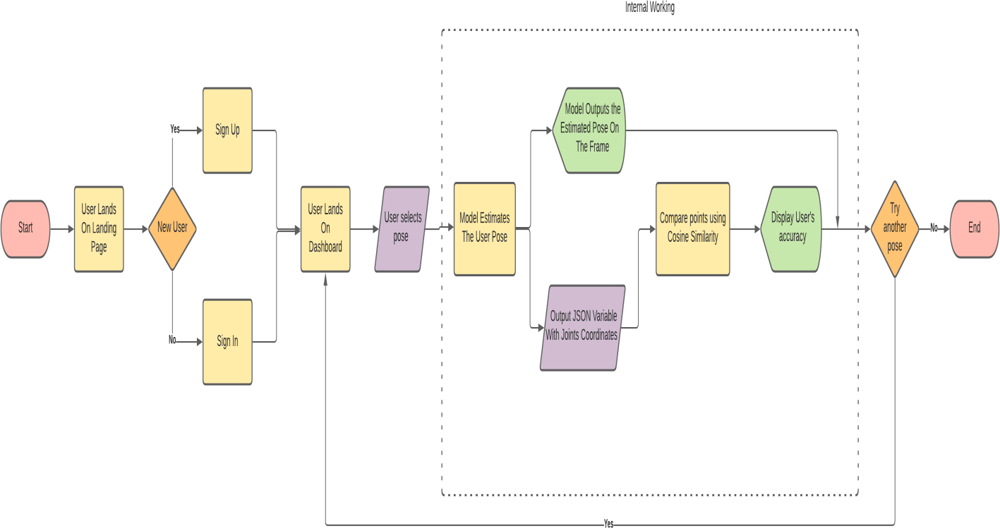 Internal Working
Start
User Lands
On Landing
Page
New User
Yes
Sign Up
No
Sign In
User Lands
On
Dashboard
User selects
pose
Model Estimates
The User Pose
Model Outputs the
Estimated Pose On
The Frame
Output JSON Variable
With Joints Coordinates
Compare points using
Cosine Similarity
Display User's
accuracy
Try
another
pose
No
End
Yes